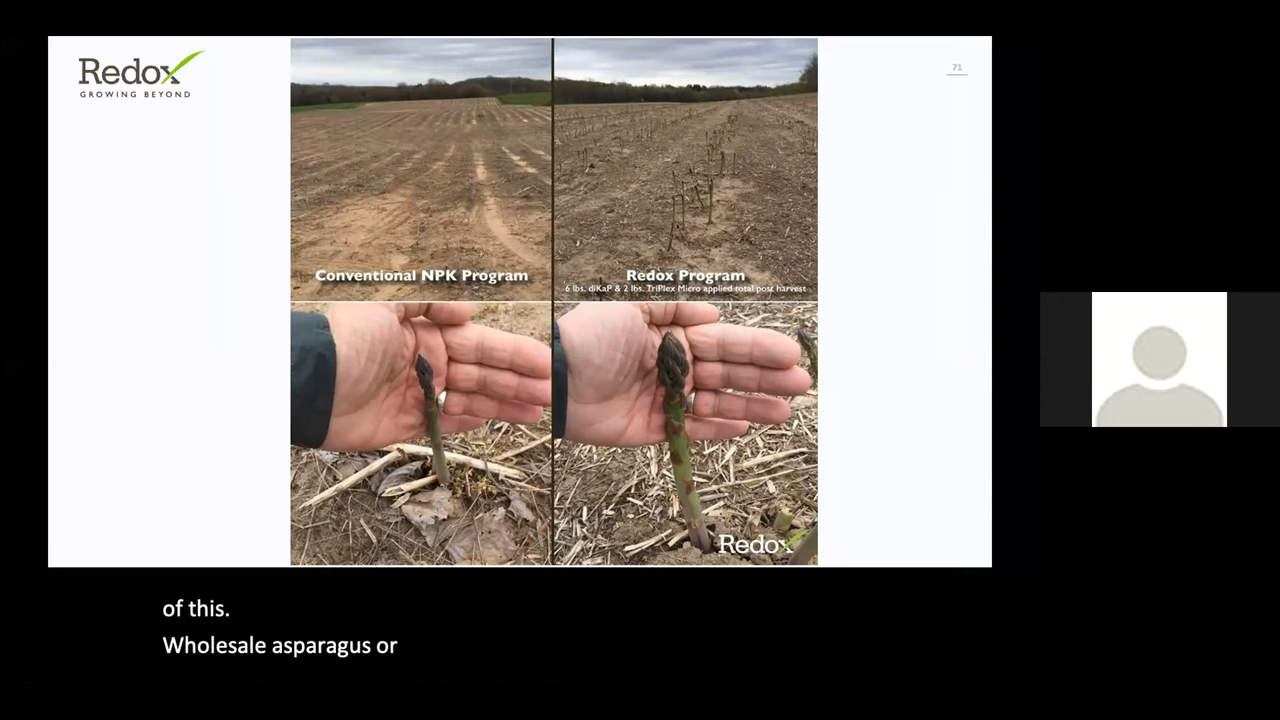 Redox
GROWING BEYOND
71
Conventional NPK Program
Redox Program
6 lbs. diKaP & 2 lbs. TriPlex Micro applied total post harvest
Redox
of this.
Wholesale asparagus or